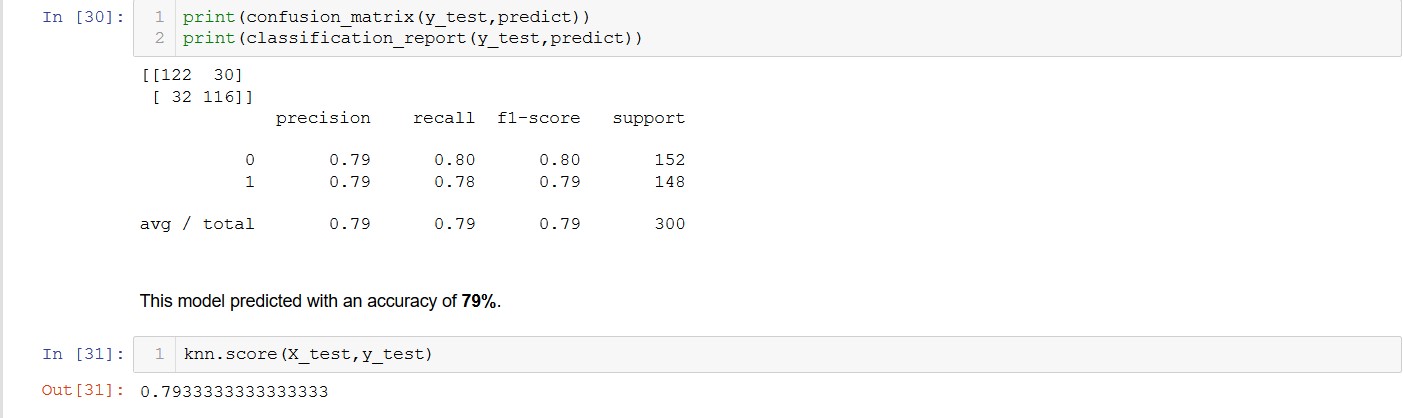 In [30]: 1 print(confusion_matrix(y_test,predict))
2 print(classification_report(y_test,predict))
[[122  30]
 [ 32 116]]
precision recall f1-score support
0 0.79 0.80 0.80 152
1 0.79 0.78 0.79 148
avg / total 0.79 0.79 0.79 300
This model predicted with an accuracy of 79%.
In [31]: 1 knn.score(X_test,y_test)
Out[31]: 0.7933333333333333